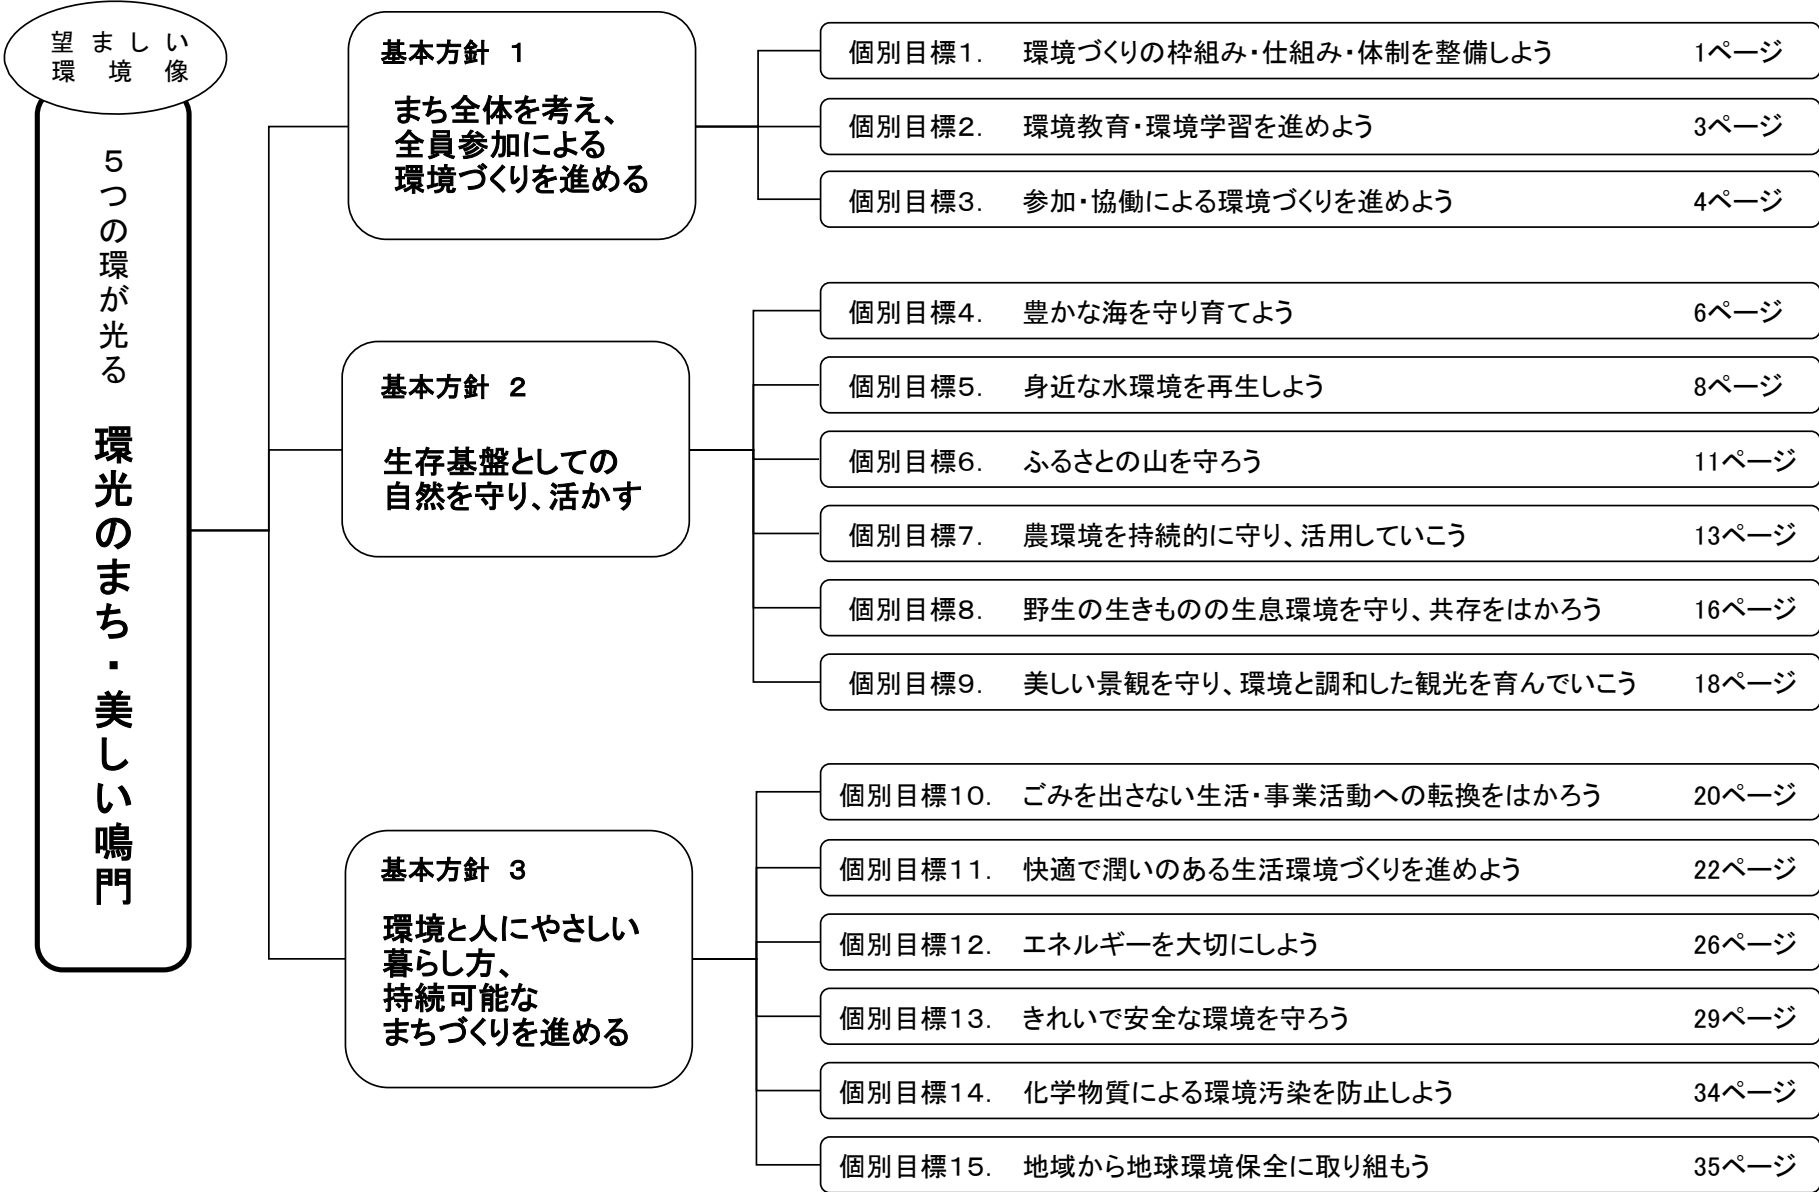 望ましい
環境像
5つの環が光る 環光のまち・美しい鳴門
基本方針 1
まち全体を考え、
全員参加による
環境づくりを進める
個別目標1. 環境づくりの枠組み・仕組み・体制を整備しよう 1ページ
個別目標2. 環境教育・環境学習を進めよう 3ページ
個別目標3. 参加・協働による環境づくりを進めよう 4ページ
基本方針 2
生存基盤としての
自然を守り、活かす
個別目標4. 豊かな海を守り育てよう 6ページ
個別目標5. 身近な水環境を再生しよう 8ページ
個別目標6. ふるさとの山を守ろう 11ページ
個別目標7. 農環境を持続的に守り、活用していこう 13ページ
個別目標8. 野生の生きものの生息環境を守り、共存をはかろう 16ページ
個別目標9. 美しい景観を守り、環境と調和した観光を育んでいこう 18ページ
基本方針 3
環境と人にやさしい
暮らし方、
持続可能な
まちづくりを進める
個別目標10. ごみを出さない生活・事業活動への転換をはかろう 20ページ
個別目標11. 快適で潤いのある生活環境づくりを進めよう 22ページ
個別目標12. エネルギーを大切にしよう 26ページ
個別目標13. きれいで安全な環境を守ろう 29ページ
個別目標14. 化学物質による環境汚染を防止しよう 34ページ
個別目標15. 地域から地球環境保全に取り組もう 35ページ